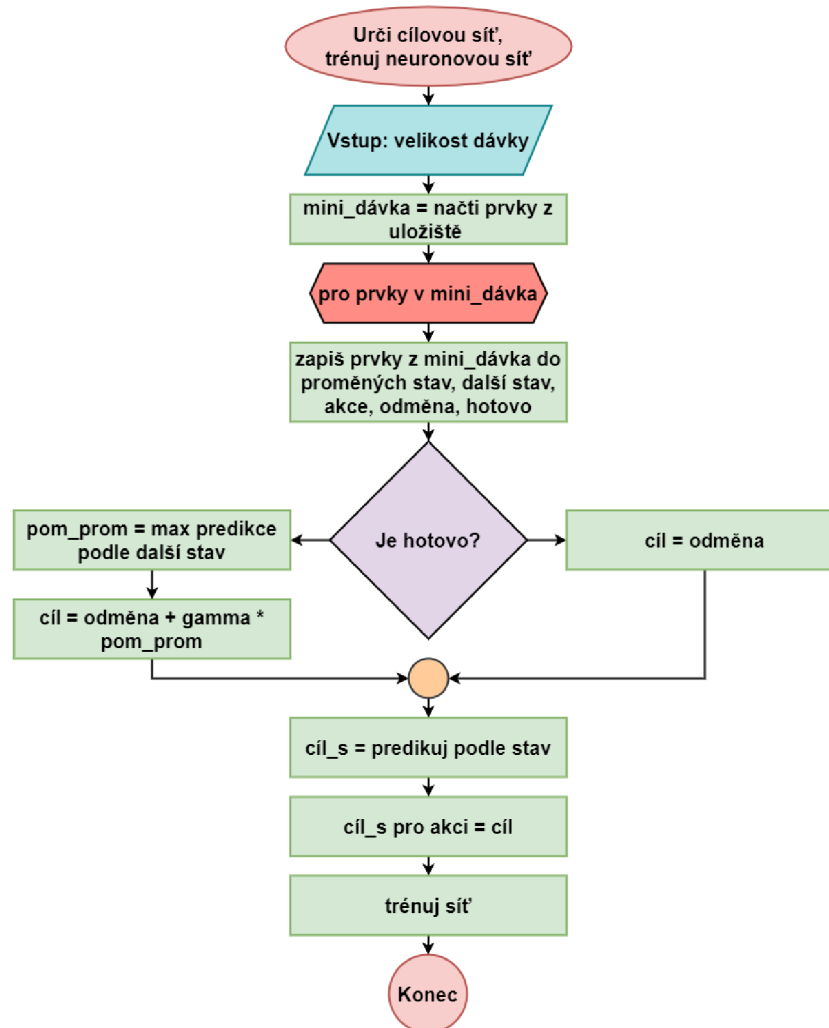 Urči cílovou síť,
trénuj neuronovou síť
Vstup: velikost dávky
mini_dávka = načti prvky z
uložiště
pro prvky v mini_dávka
zapiš prvky z mini_dávka do
proměných stav, další stav,
akce, odměna, hotovo
Je hotovo?
pom_prom = max predikce
podle další stav
cíl = odměna + gamma *
pom_prom
cíl = odměna
cíl_s = predikuj podle stav
cíl_s pro akci = cíl
trénuj síť
Konec